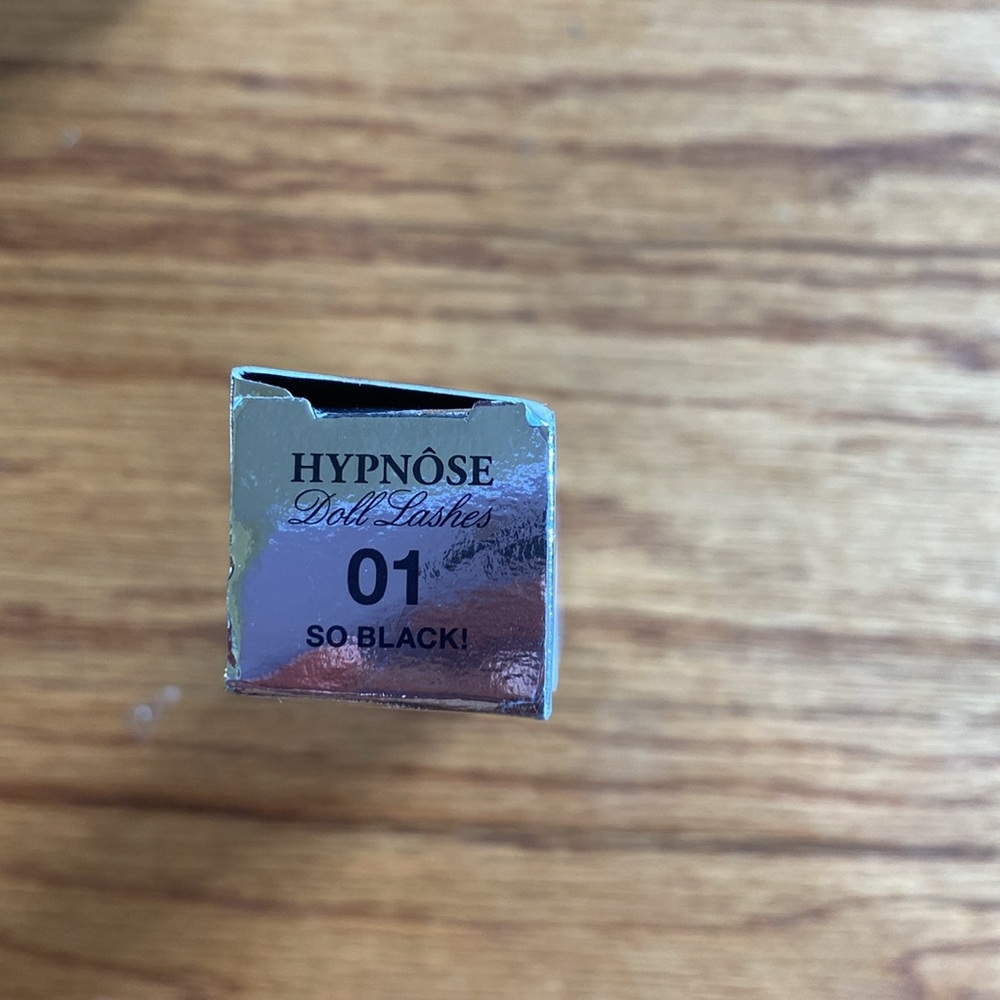 HYPNÔSE
Doll Lashes
01
SO BLACK!